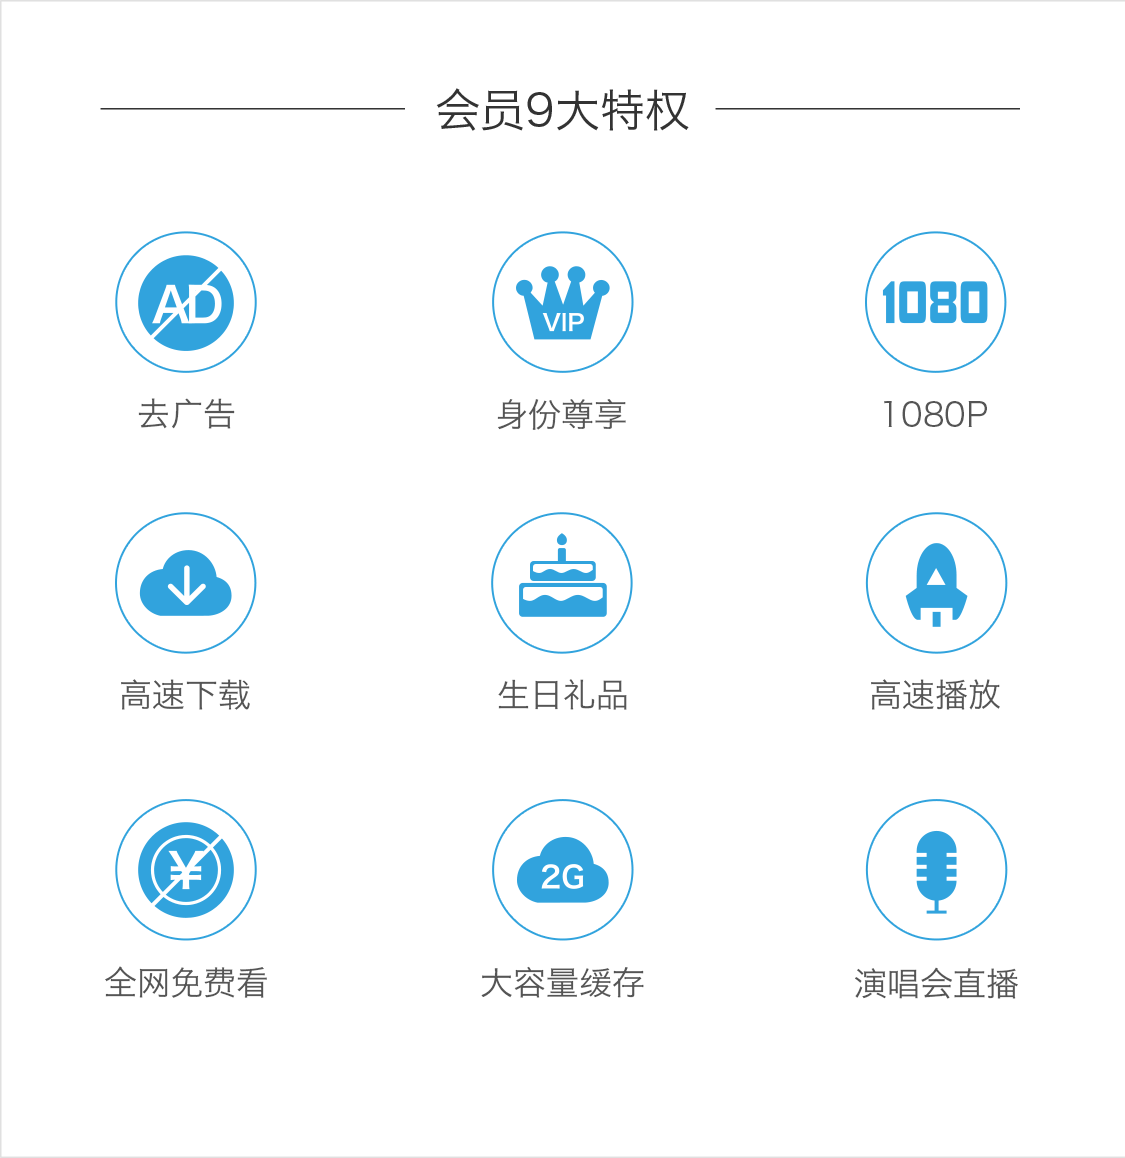 会员9大特权
AD
VIP
1080
去广告
身份尊享
1080P
高速下载
生日礼品
高速播放
¥
2G
全网免费看
大容量缓存
演唱会直播